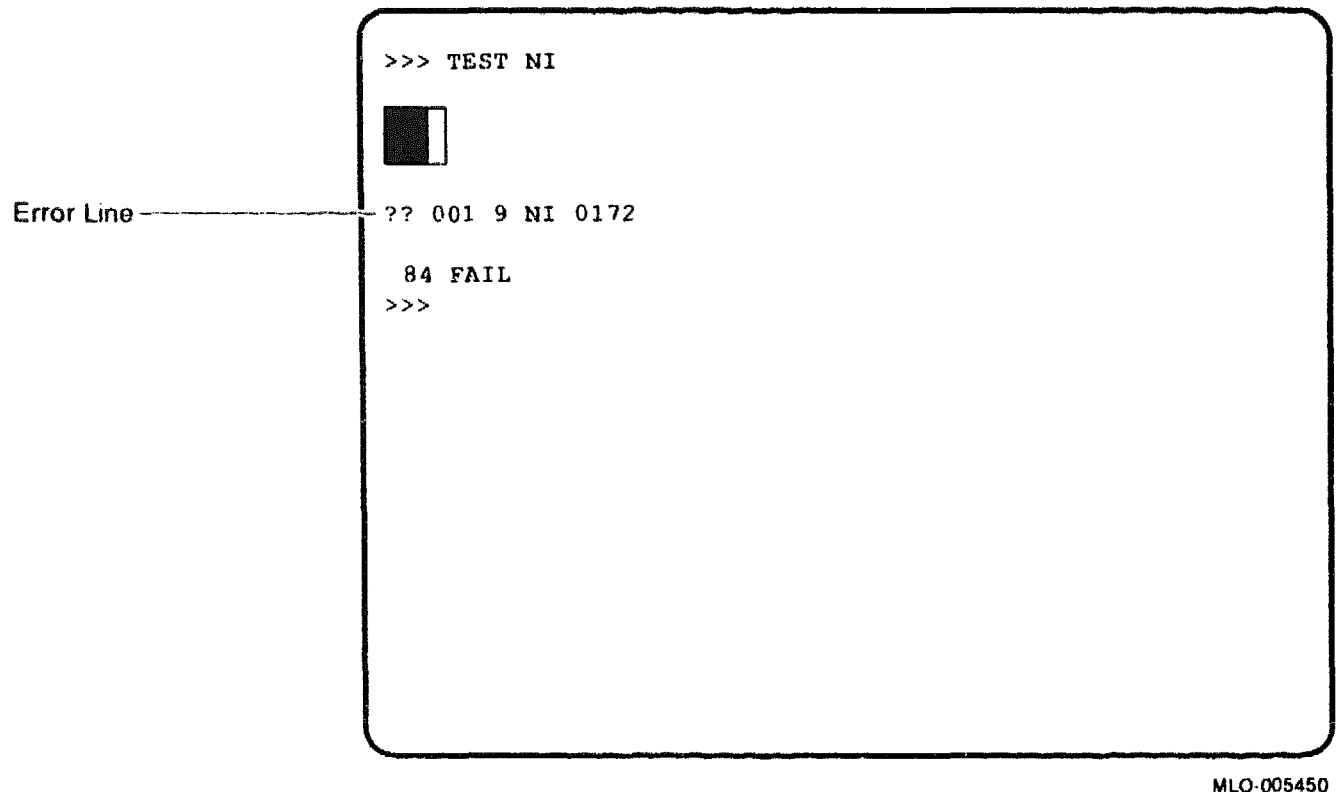 >>> TEST NI
Error Line
?? 001 9 NI 0172
84 FAIL
>>>
MLO-005450